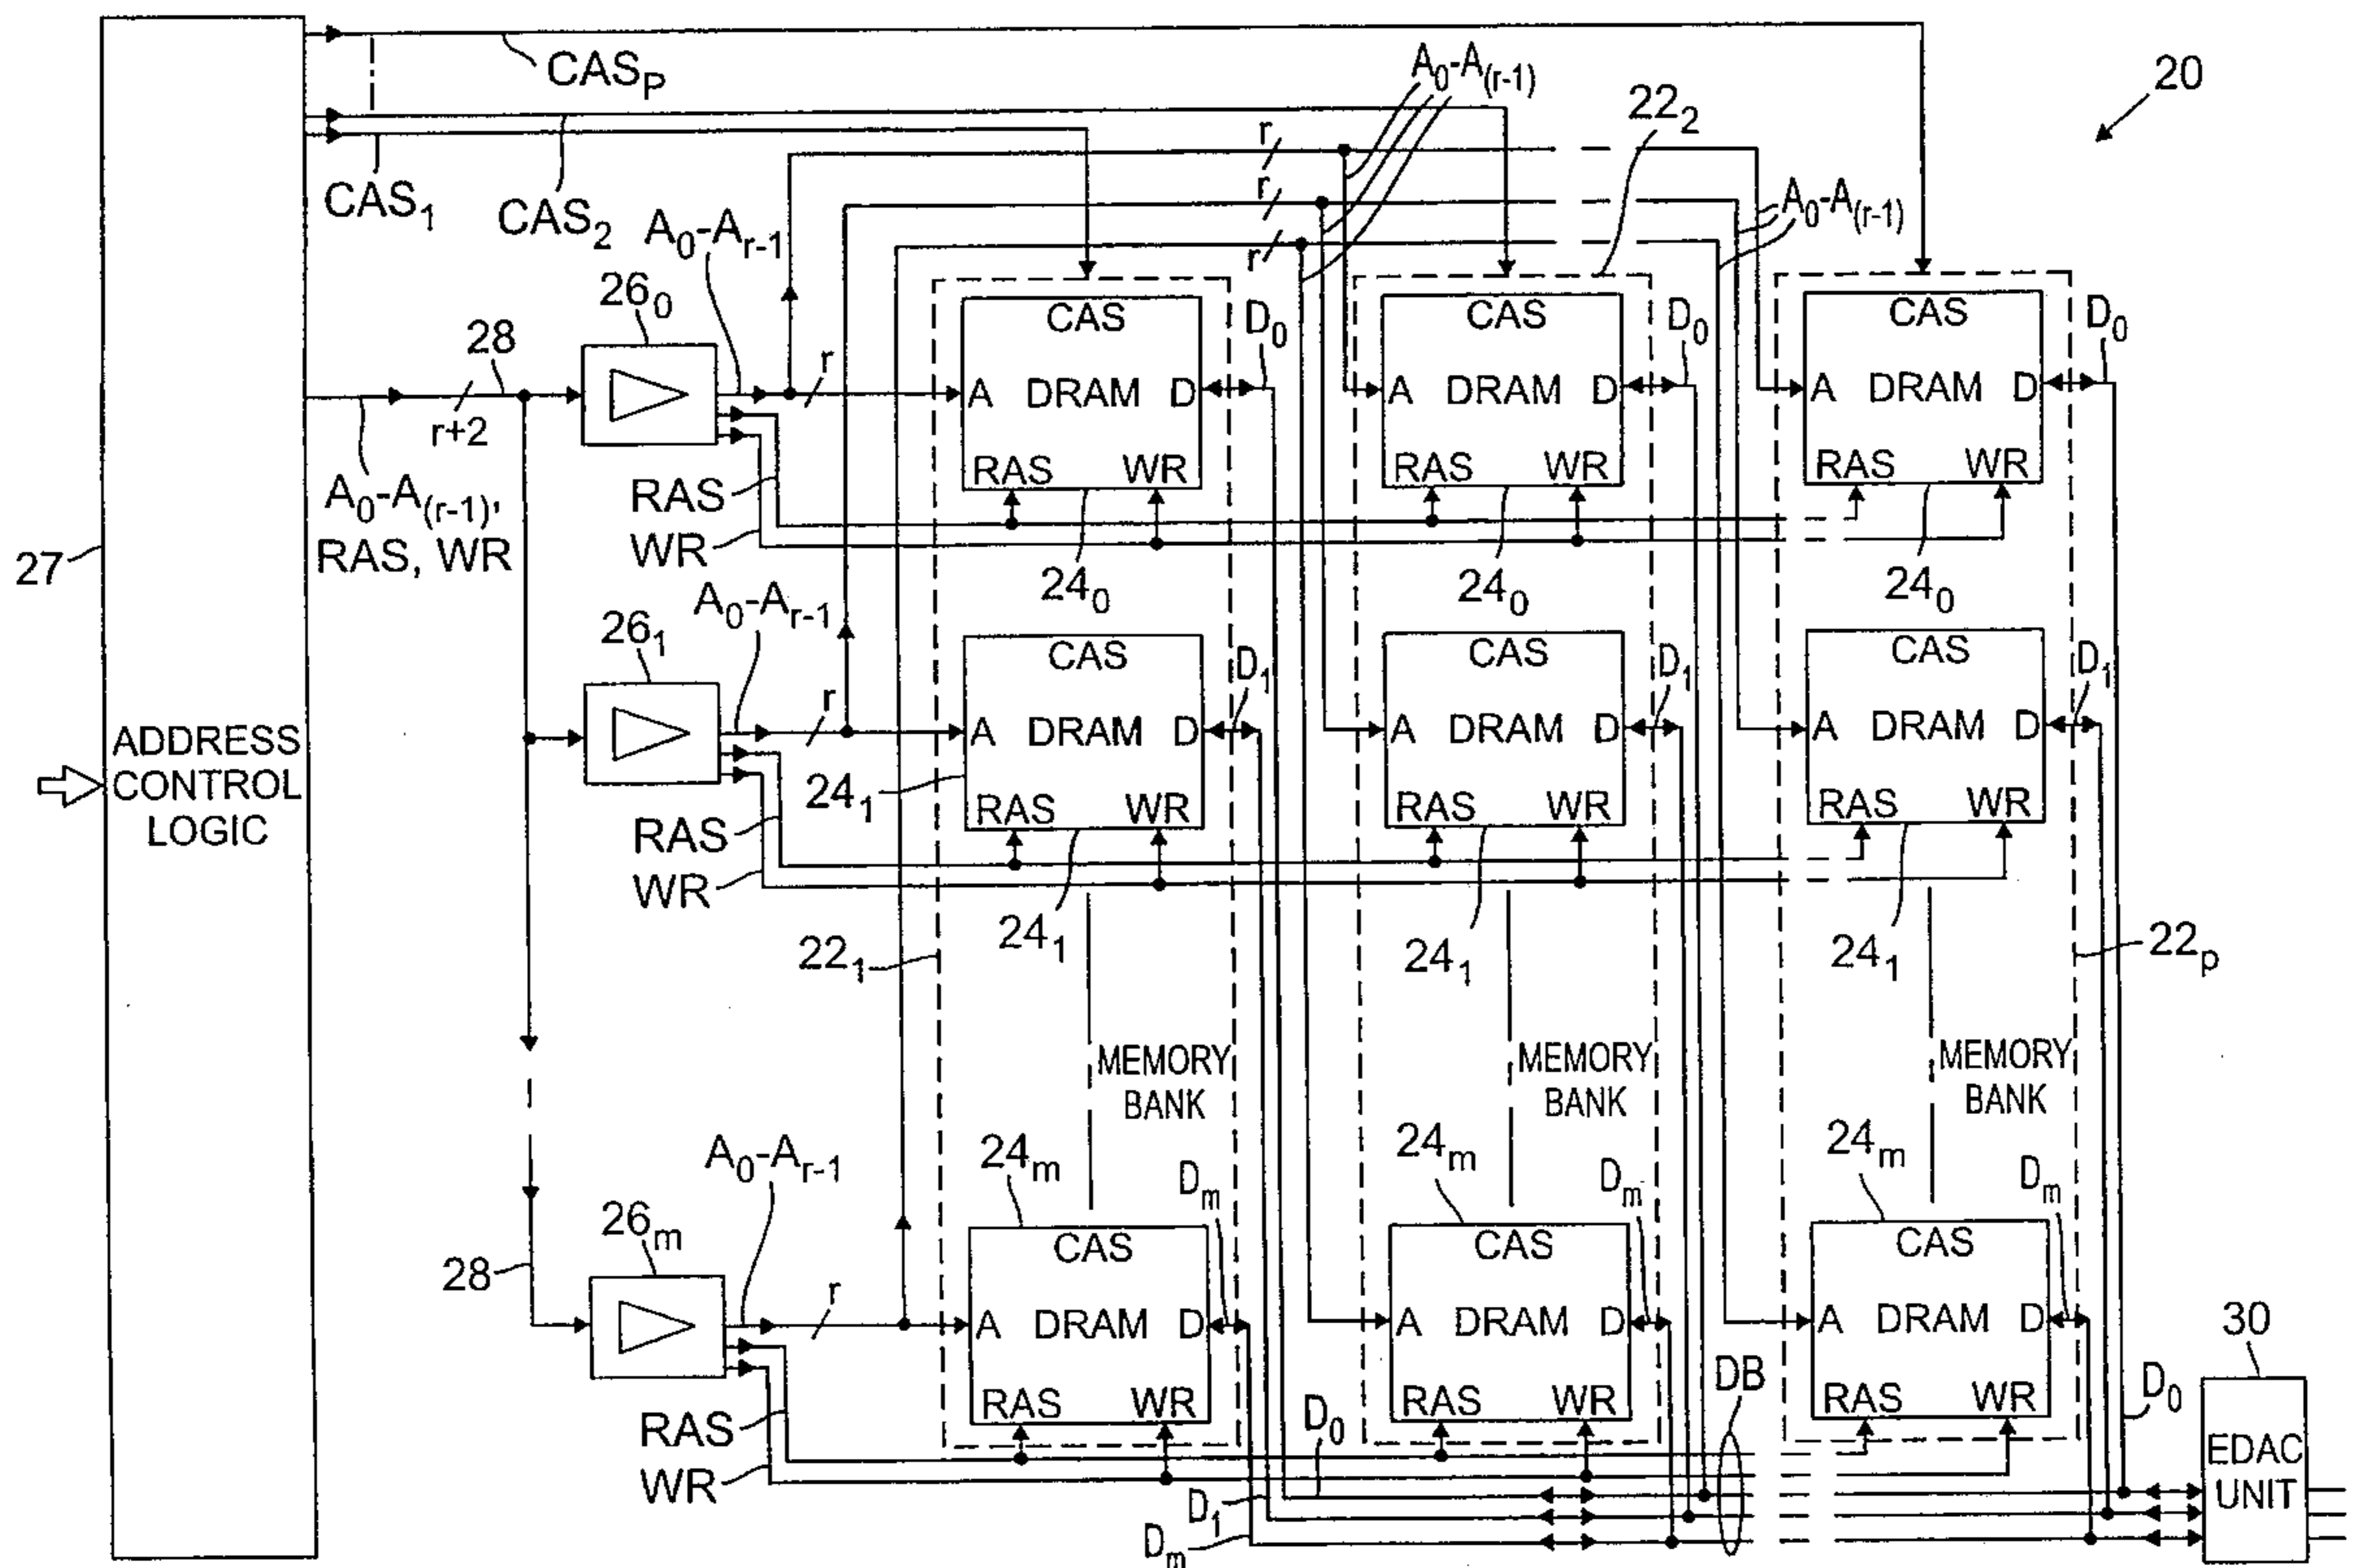 CASₚ
A₀-A₍ᵣ₋₁₎
20
22₂
CAS₁
CAS₂
A₀-Aᵣ₋₁
r
r
r
A₀-A₍ᵣ₋₁₎
26₀
28
r+2
r
CAS
A DRAM D
RAS WR
D₀
CAS
A DRAM D
RAS WR
D₀
CAS
A DRAM D
RAS WR
D₀
A₀-A₍ᵣ₋₁₎,
RAS, WR
RAS
WR
27
24₀
24₀
24₀
A₀-Aᵣ₋₁
26₁
r
CAS
A DRAM D
RAS WR
D₁
CAS
A DRAM D
RAS WR
D₁
CAS
A DRAM D
RAS WR
D₁
ADDRESS
CONTROL
LOGIC
24₁
RAS
WR
22₁
24₁
24₁
24₁
22ₚ
MEMORY
BANK
MEMORY
BANK
MEMORY
BANK
A₀-Aᵣ₋₁
24ₘ
Dₘ
24ₘ
Dₘ
24ₘ
Dₘ
28
26ₘ
r
CAS
A DRAM D
RAS WR
CAS
A DRAM D
RAS WR
CAS
A DRAM D
RAS WR
30
DB
D₀
D₀
RAS
WR
D₁
Dₘ
EDAC
UNIT